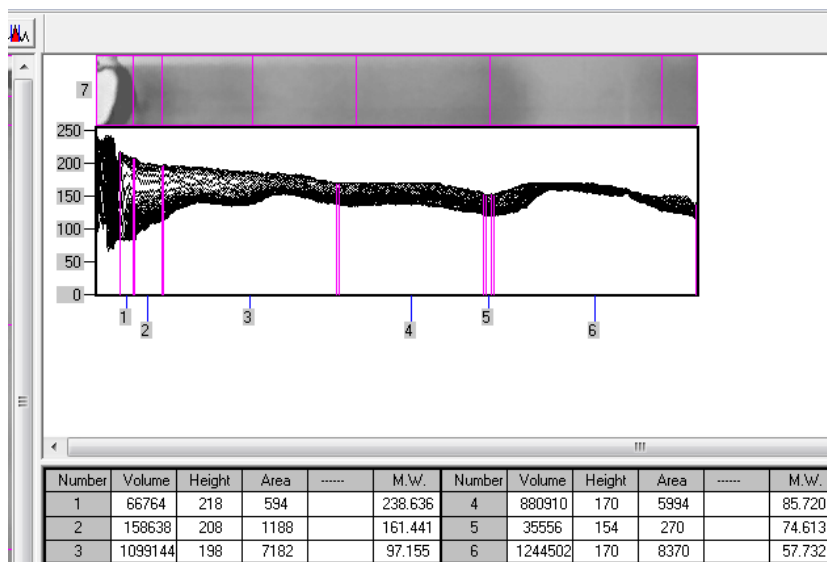 7
250
200
150
100
50
0
1 2 3 4 5 6
Number Volume Height Area ------ M.W. Number Volume Height Area ------ M.W.
1 66764 218 594 238.636 4 880910 170 5994 85.720
2 158638 208 1188 161.441 5 35556 154 270 74.613
3 1099144 198 7182 97.155 6 1244502 170 8370 57.732